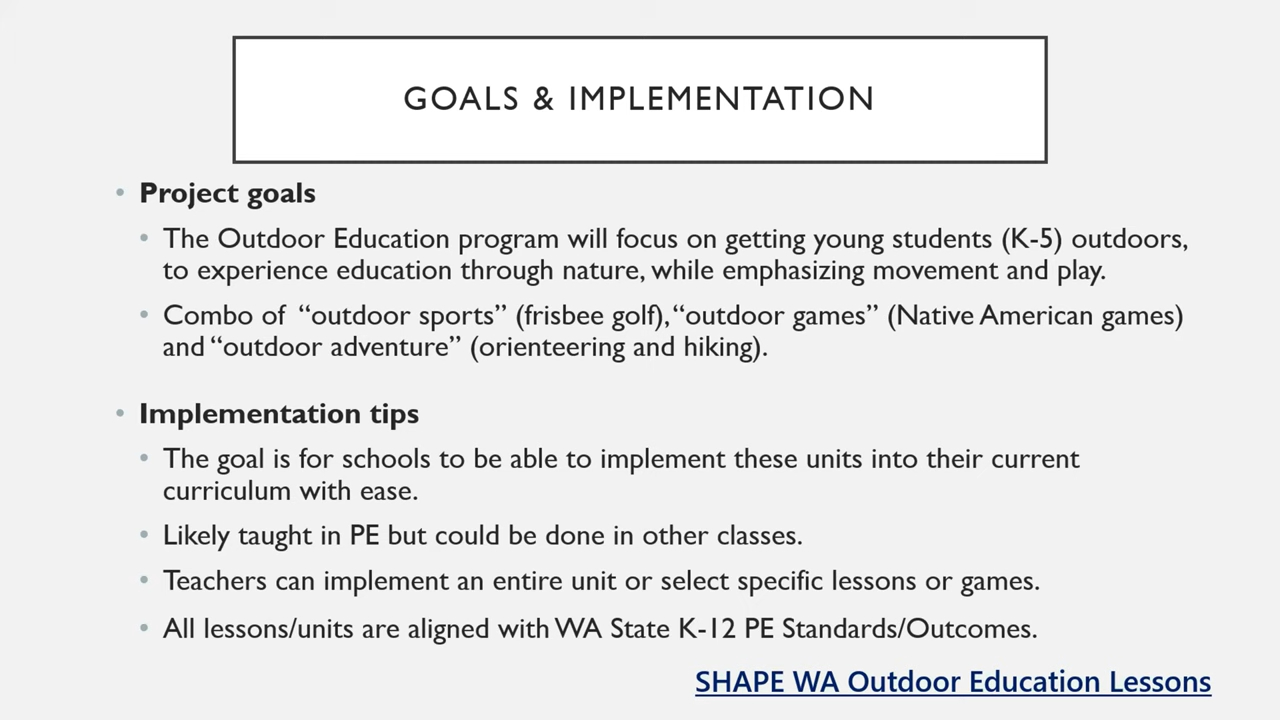 GOALS & IMPLEMENTATION
• Project goals
• The Outdoor Education program will focus on getting young students (K-5) outdoors,
to experience education through nature, while emphasizing movement and play.
• Combo of “outdoor sports” (frisbee golf), “outdoor games” (Native American games)
and “outdoor adventure” (orienteering and hiking).
• Implementation tips
• The goal is for schools to be able to implement these units into their current
curriculum with ease.
• Likely taught in PE but could be done in other classes.
• Teachers can implement an entire unit or select specific lessons or games.
• All lessons/units are aligned with WA State K-12 PE Standards/Outcomes.
SHAPE WA Outdoor Education Lessons